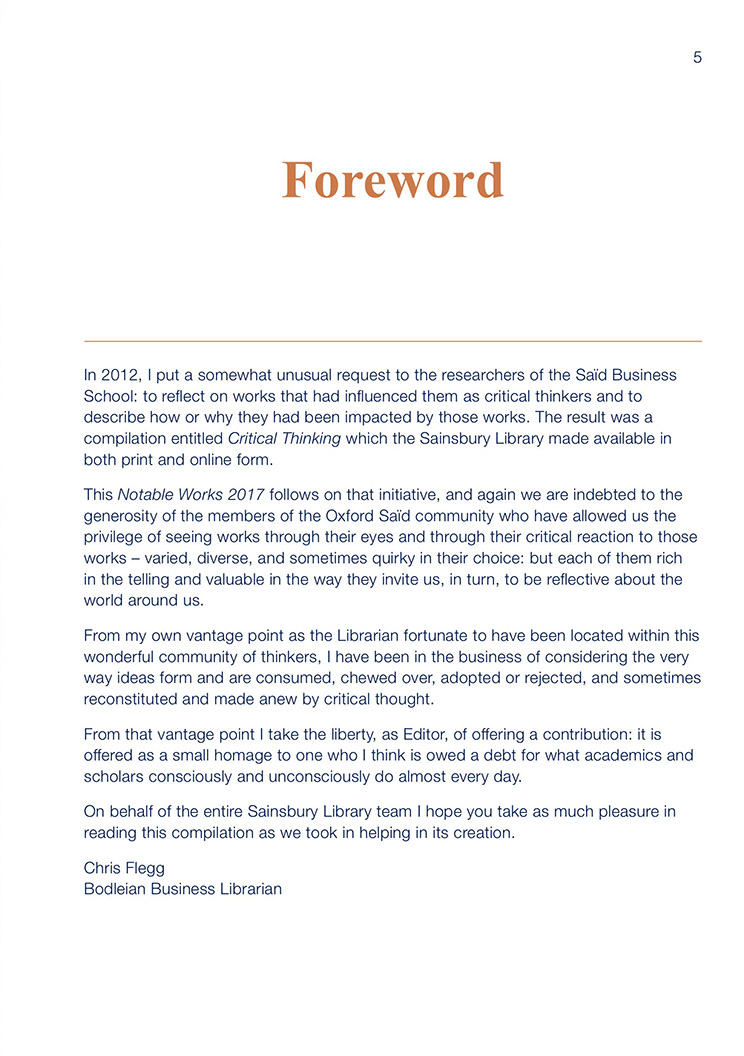 5
Foreword
In 2012, I put a somewhat unusual request to the researchers of the Saïd Business
School: to reflect on works that had influenced them as critical thinkers and to
describe how or why they had been impacted by those works. The result was a
compilation entitled Critical Thinking which the Sainsbury Library made available in
both print and online form.
This Notable Works 2017 follows on that initiative, and again we are indebted to the
generosity of the members of the Oxford Saïd community who have allowed us the
privilege of seeing works through their eyes and through their critical reaction to those
works – varied, diverse, and sometimes quirky in their choice: but each of them rich
in the telling and valuable in the way they invite us, in turn, to be reflective about the
world around us.
From my own vantage point as the Librarian fortunate to have been located within this
wonderful community of thinkers, I have been in the business of considering the very
way ideas form and are consumed, chewed over, adopted or rejected, and sometimes
reconstituted and made anew by critical thought.
From that vantage point I take the liberty, as Editor, of offering a contribution: it is
offered as a small homage to one who I think is owed a debt for what academics and
scholars consciously and unconsciously do almost every day.
On behalf of the entire Sainsbury Library team I hope you take as much pleasure in
reading this compilation as we took in helping in its creation.
Chris Flegg
Bodleian Business Librarian